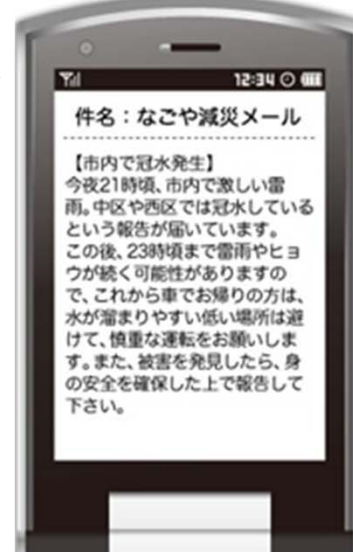 12:34
件名：なごや減災メール
【市内で冠水発生】
今夜21時頃、市内で激しい雷
雨。中区や西区では冠水している
という報告が届いています。
この後、23時頃まで雷雨やヒョ
ウが続く可能性がありますの
で、これから車でお帰りの方は、
水が溜まりやすい低い場所は避
けて、慎重な運転をお願いしま
す。また、被害を発見したら、身
の安全を確保した上で報告して
下さい。